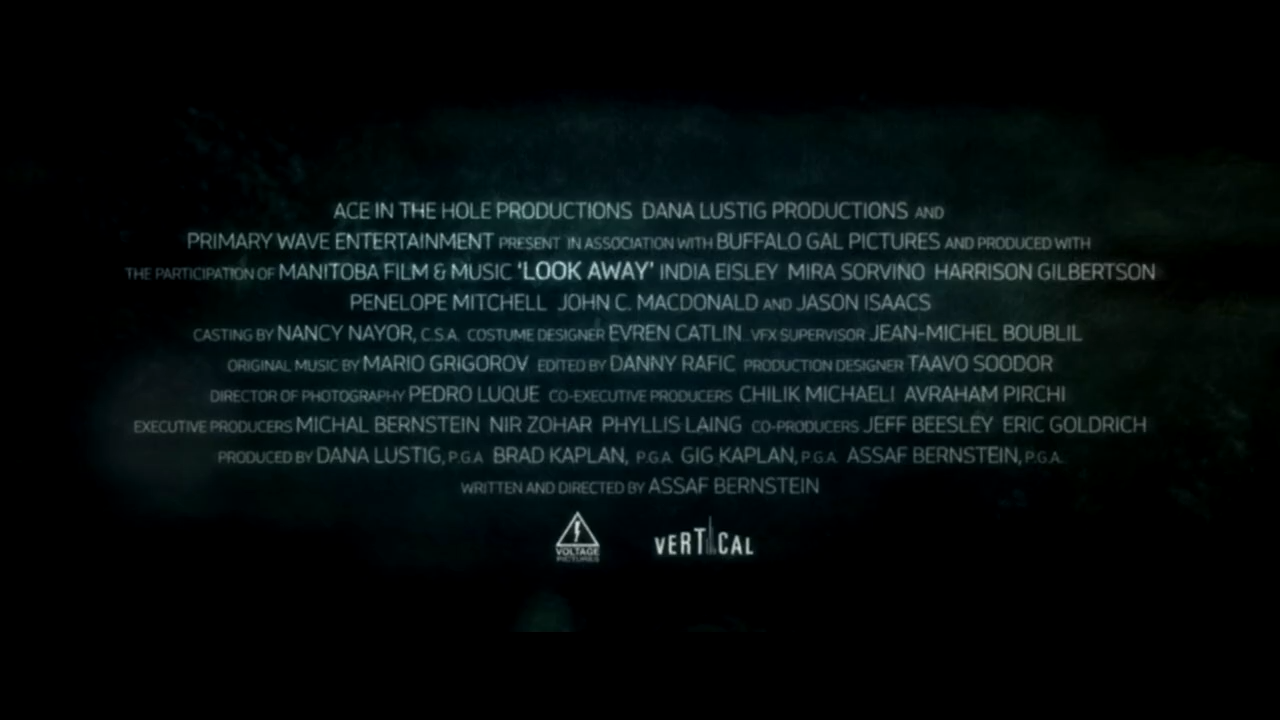 ACE IN THE HOLE PRODUCTIONS DANA LUSTIG PRODUCTIONS AND
PRIMARY WAVE ENTERTAINMENT PRESENT IN ASSOCIATION WITH BUFFALO GAL PICTURES AND PRODUCED WITH
THE PARTICIPATION OF MANITOBA FILM & MUSIC 'LOOK AWAY' INDIA EISLEY MIRA SORVINO HARRISON GILBERTSON
PENELOPE MITCHELL JOHN C. MACDONALD AND JASON ISAACS
CASTING BY NANCY NAYOR, C.S.A. COSTUME DESIGNER EVREN CATLIN VFX SUPERVISOR JEAN-MICHEL BOUBLIL
ORIGINAL MUSIC BY MARIO GRIGOROV EDITED BY DANNY RAFIC PRODUCTION DESIGNER TAAVO SOODOR
DIRECTOR OF PHOTOGRAPHY PEDRO LUQUE CO-EXECUTIVE PRODUCERS CHILIK MICHAELI AVRAHAM PIRCHI
EXECUTIVE PRODUCERS MICHAL BERNSTEIN NIR ZOHAR PHYLLIS LAING CO-PRODUCERS JEFF BEESLEY ERIC GOLDRICH
PRODUCED BY DANA LUSTIG, P.G.A BRAD KAPLAN, P.G.A. GIG KAPLAN, P.G.A. ASSAF BERNSTEIN, P.G.A.
WRITTEN AND DIRECTED BY ASSAF BERNSTEIN
VOLTAGE PICTURES VERTICAL